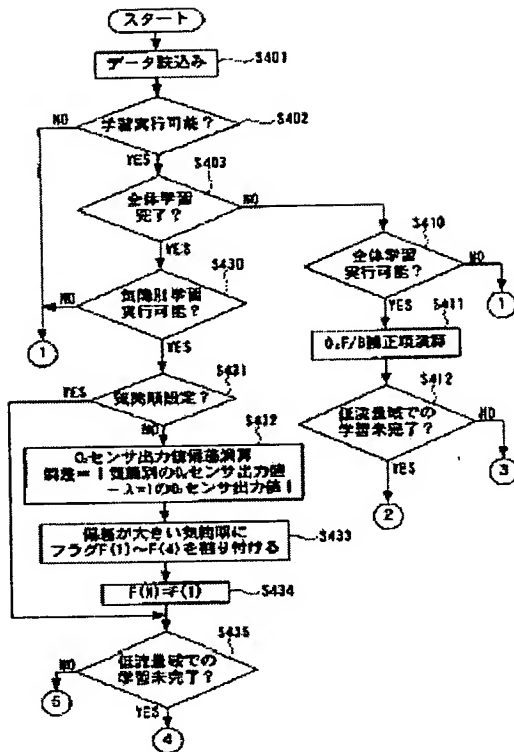 スタート
データ読込み
S401
学習実行可能?
S402
NO
YES
S403
全体学習
完了?
NO
YES
S410
全体学習
実行可能?
NO
1
YES
S411
O₂F/B補正項演算
S412
低流量域での
学習未完了?
NO
3
YES
2
S430
気筒別学習
実行可能?
NO
1
YES
S431
気筒順設定?
YES
NO
S432
O₂センサ出力値偏差演算
偏差=|気筒別のO₂センサ出力値
-λ=1のO₂センサ出力値|
偏差が大きい気筒順に
フラグF(1)~F(4)を割り付ける
S433
F(N)=F(1)
S434
S435
低流量域での
学習未完了?
NO
5
YES
4